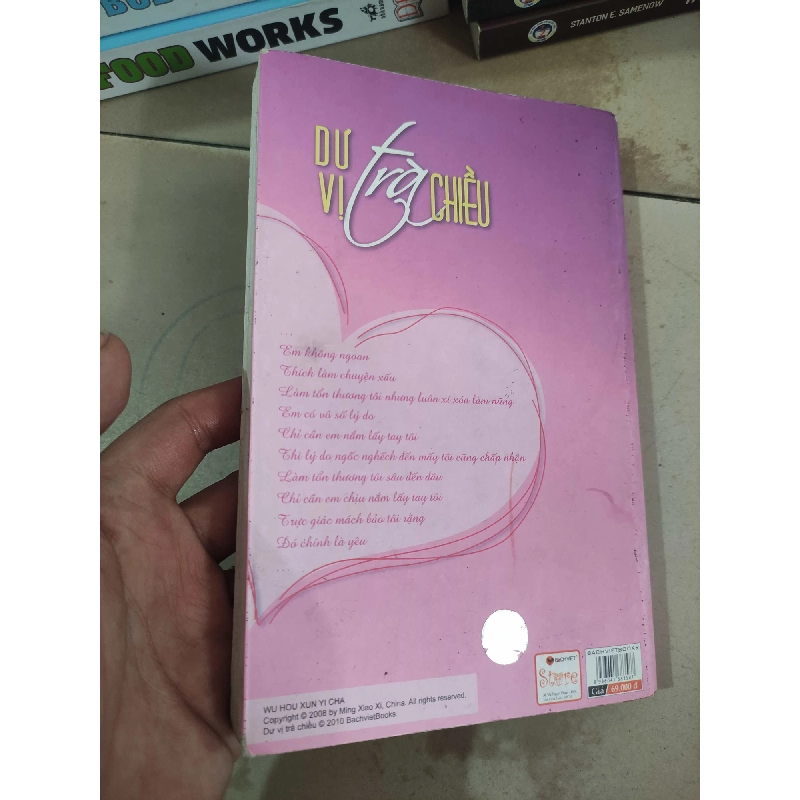 FOOD WORKS
STANTON E. SAMENOW
DƯ VỊ trà CHIỀU
Em không ngoan
Thích làm chuyện xấu
Làm tổn thương tôi nhưng luôn xí xóa làm nũng
Em có vô số lý do
Chỉ cần em nắm lấy tay tôi
Thì lý do ngốc nghếch đến mấy tôi cũng chấp nhận
Làm tổn thương tôi sâu đến đâu
Chỉ cần em chịu nắm lấy tay tôi
Trực giác mách bảo tôi rằng
Đó chính là yêu
...
WU HOU XUN YI CHA
Copyright © 2008 by Ming Xiao Xi, China. All rights reserved.
Dư vị trà chiều © 2010 BachvietBooks.
BACHVIET
Store
BACHVIETBOOKS
Giá: 69.000 đ